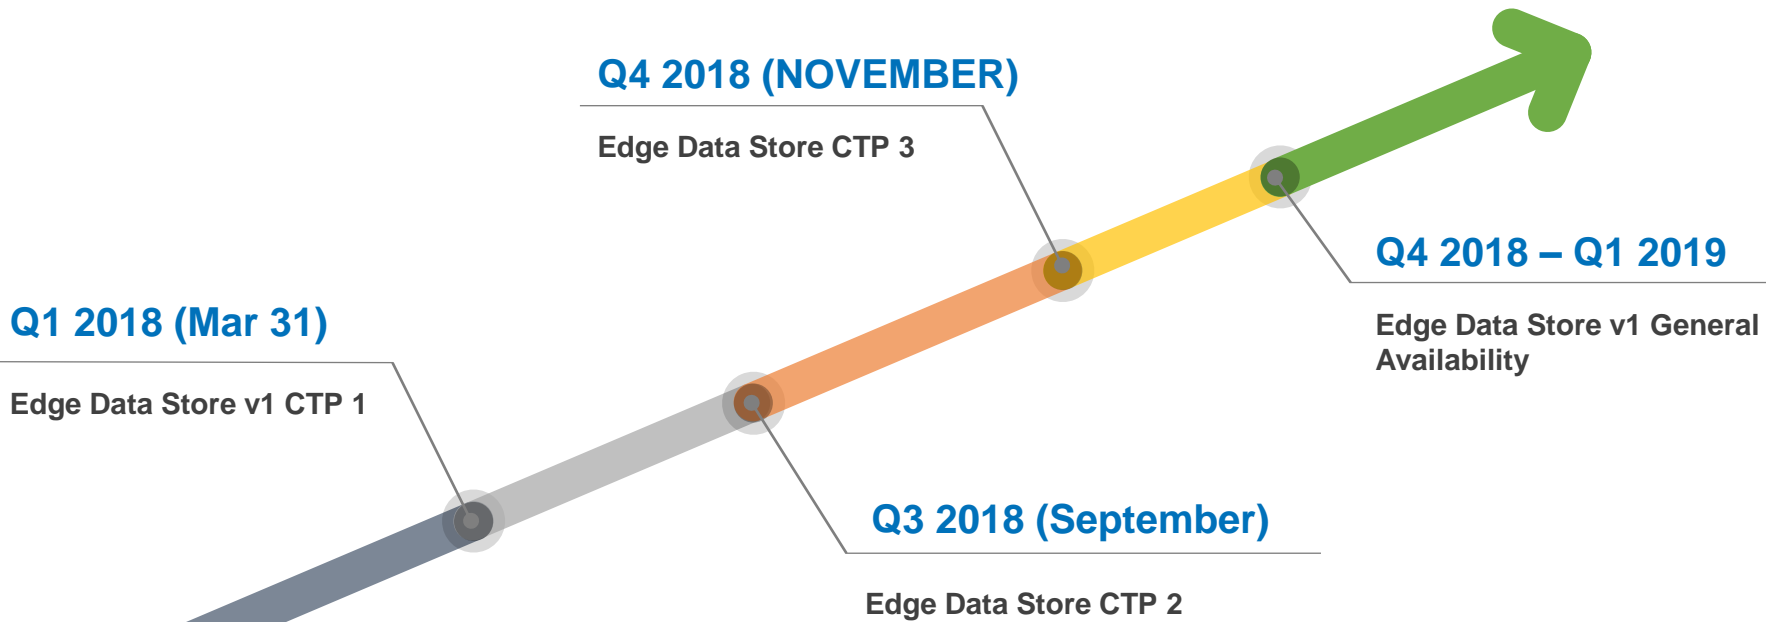 Q4 2018 (NOVEMBER)
Edge Data Store CTP 3
Q4 2018 – Q1 2019
Edge Data Store v1 General
Availability
Q1 2018 (Mar 31)
Edge Data Store v1 CTP 1
Q3 2018 (September)
Edge Data Store CTP 2